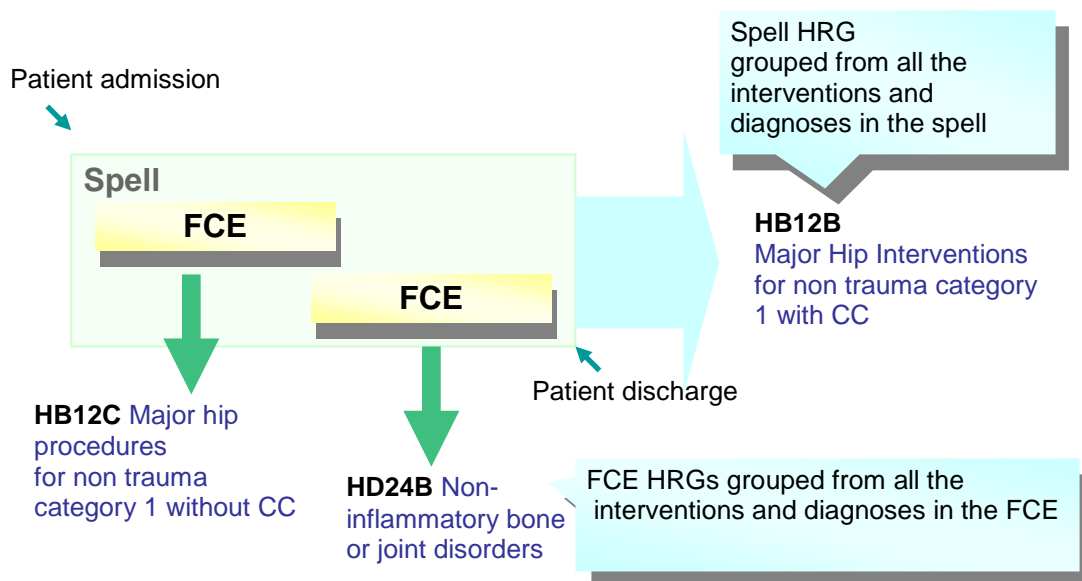 Patient admission
Spell HRG
grouped from all the
interventions and
diagnoses in the spell
Spell
FCE
FCE
HB12B
Major Hip Interventions
for non trauma category
1 with CC
Patient discharge
HB12C Major hip
procedures
for non trauma
category 1 without CC
HD24B Non-
inflammatory bone
or joint disorders
FCE HRGs grouped from all the
interventions and diagnoses in the FCE